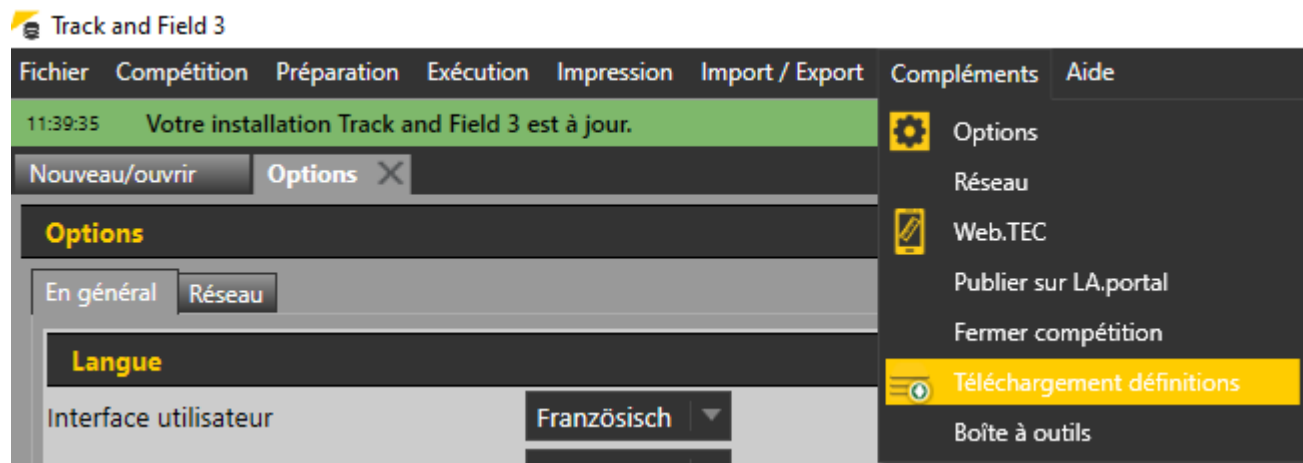 Track and Field 3
Fichier Compétition Préparation Exécution Impression Import / Export Compléments Aide
11:39:35 Votre installation Track and Field 3 est à jour.
Options
Nouveau/ouvrir Options
Réseau
Options
Web.TEC
En général Réseau
Publier sur LA.portal
Fermer compétition
Langue
Téléchargement définitions
Interface utilisateur Französisch
Boîte à outils